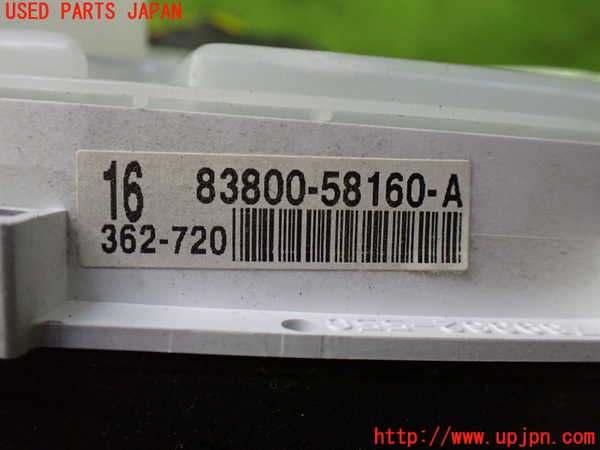 USED PARTS JAPAN
16 83800-58160-A
362-720
http://www.upjpn.com/